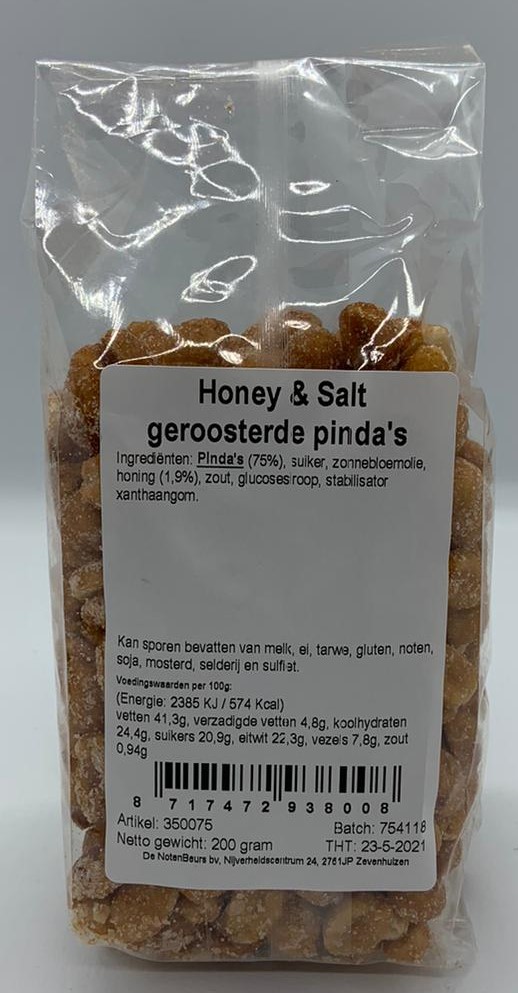 Honey & Salt
geroosterde pinda's
Ingrediënten: Pinda's (75%), suiker, zonnebloemolie,
honing (1,9%), zout, glucosesiroop, stabilisator
xanthaangom.
Kan sporen bevatten van melk, ei, tarwe, gluten, noten,
soja, mosterd, selderij en sulfiet.
Voedingswaarden per 100g:
(Energie: 2385 KJ / 574 Kcal)
vetten 41,3g, verzadigde vetten 4,8g, koolhydraten
24,4g, suikers 20,9g, eitwit 22,3g, vezels 7,8g, zout
0,94g
8 717472 938008
Artikel: 350075 Batch: 754118
Netto gewicht: 200 gram THT: 23-5-2021
De NotenBeurs bv, Nijverheidscentrum 24, 2761JP Zevenhuizen